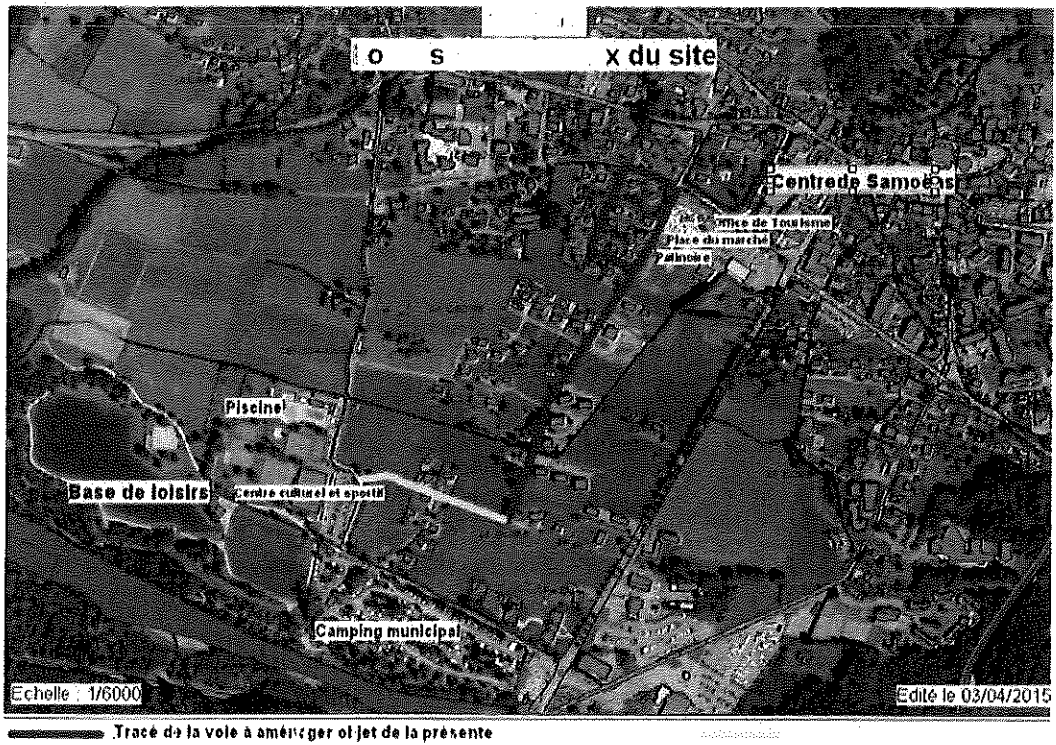 x du site
Centre de Samoëns
Office de Tourisme
Place du marché
Patinoire
Piscine
Base de loisirs
Centre culturel et sportif
Camping municipal
Echelle : 1/6000
Edité le 03/04/2015
Tracé de la voie à aménager objet de la présente